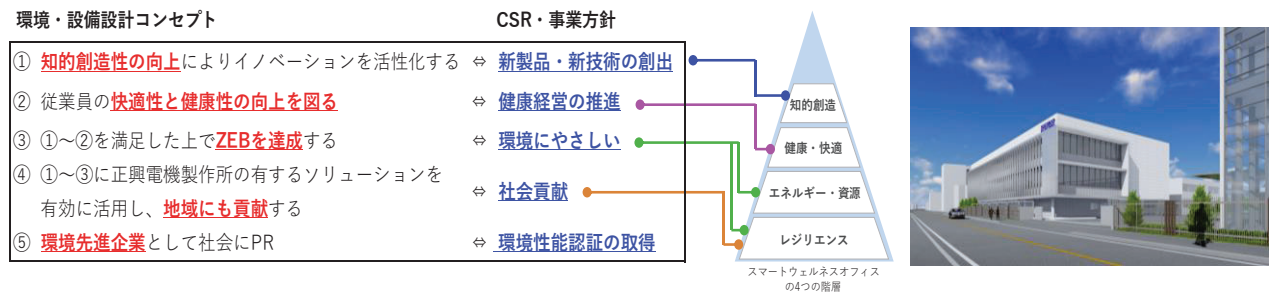 環境・設備設計コンセプト
CSR・事業方針
① 知的創造性の向上によりイノベーションを活性化する ⇔ 新製品・新技術の創出
② 従業員の快適性と健康性の向上を図る ⇔ 健康経営の推進
③ ①～②を満足した上でZEBを達成する ⇔ 環境にやさしい
④ ①～③に正興電機製作所の有するソリューションを
有効に活用し、地域にも貢献する ⇔ 社会貢献
⑤ 環境先進企業として社会にPR ⇔ 環境性能認証の取得
知的創造
健康・快適
エネルギー・資源
レジリエンス
スマートウェルネスオフィス
の4つの階層